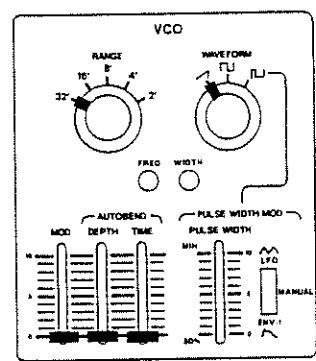 VCO
RANGE
WAVEFORM
32' 16' 8' 4' 2'
FREQ WIDTH
AUTOBEND
PULSE WIDTH MOD
MOD DEPTH TIME
PULSE WIDTH
MIN
10
10
LFO
5
5
MANUAL
ENV-1
0
50%
0